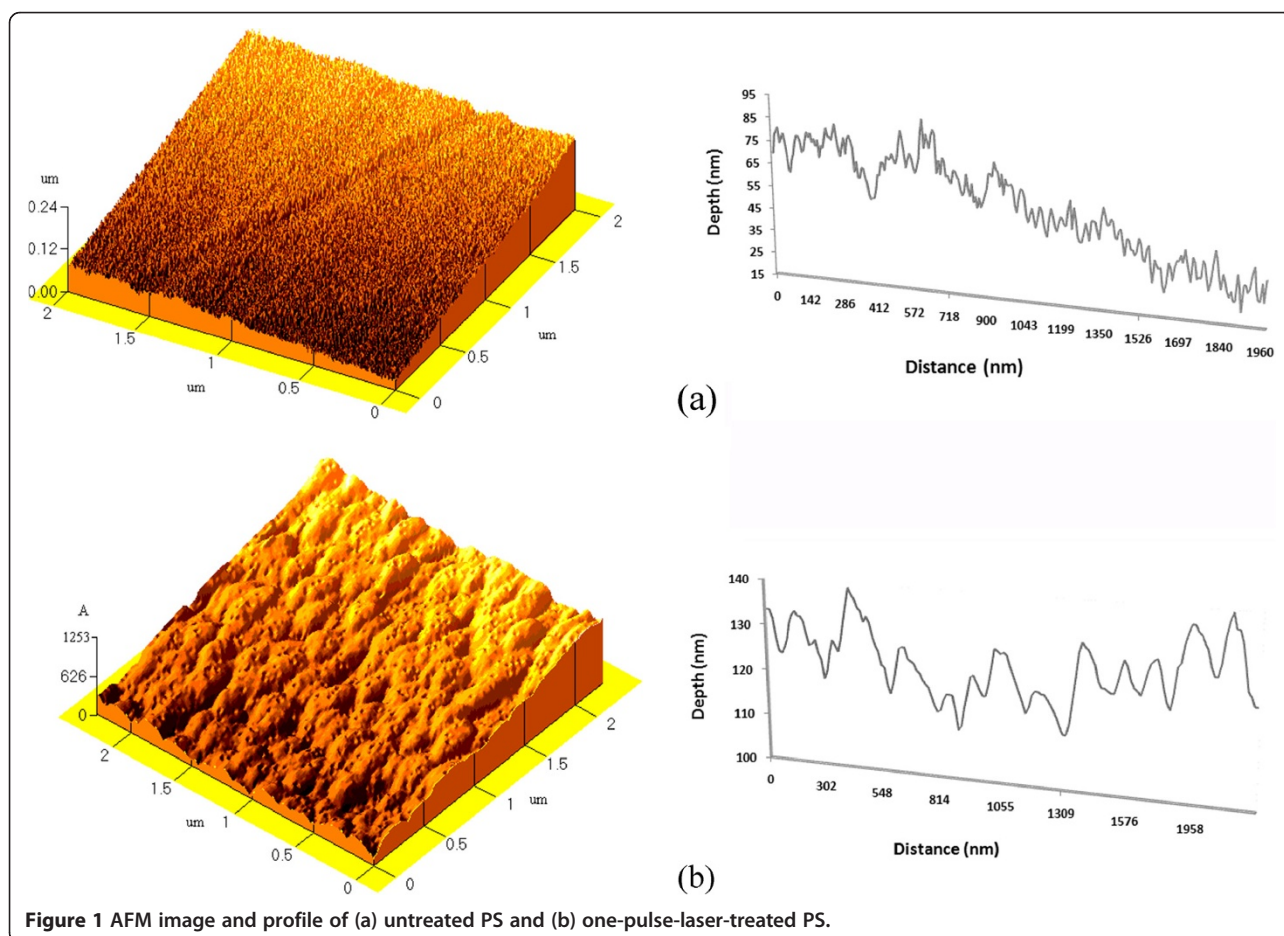 um
0.24
0.12
0.00
2
1.5
1
0.5
0
um
0
0.5
1
1.5
2
um
95
85
75
65
55
45
35
25
15
Depth (nm)
0 142 286 412 572 718 900 1043 1199 1350 1526 1697 1840 1960
Distance (nm)
(a)
A
1253
626
0
2
1.5
1
0.5
0
um
0
0.5
1
1.5
2
um
140
130
120
110
100
Depth (nm)
0 302 548 814 1055 1309 1576 1958
Distance (nm)
(b)
Figure 1 AFM image and profile of (a) untreated PS and (b) one-pulse-laser-treated PS.